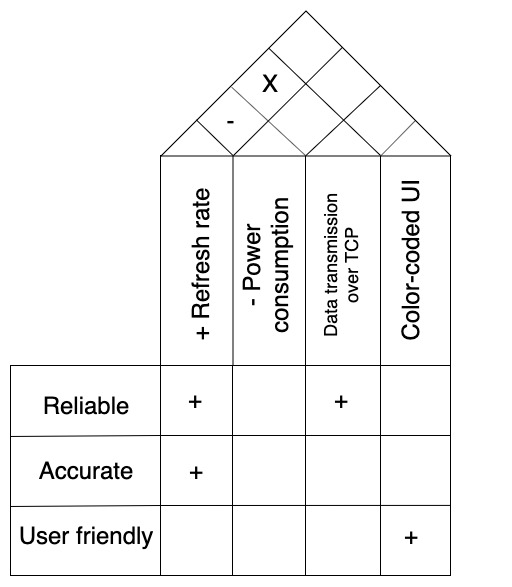 X
-
+ Refresh rate
- Power
consumption
Data transmission
over TCP
Color-coded UI
Reliable + +
Accurate +
User friendly +